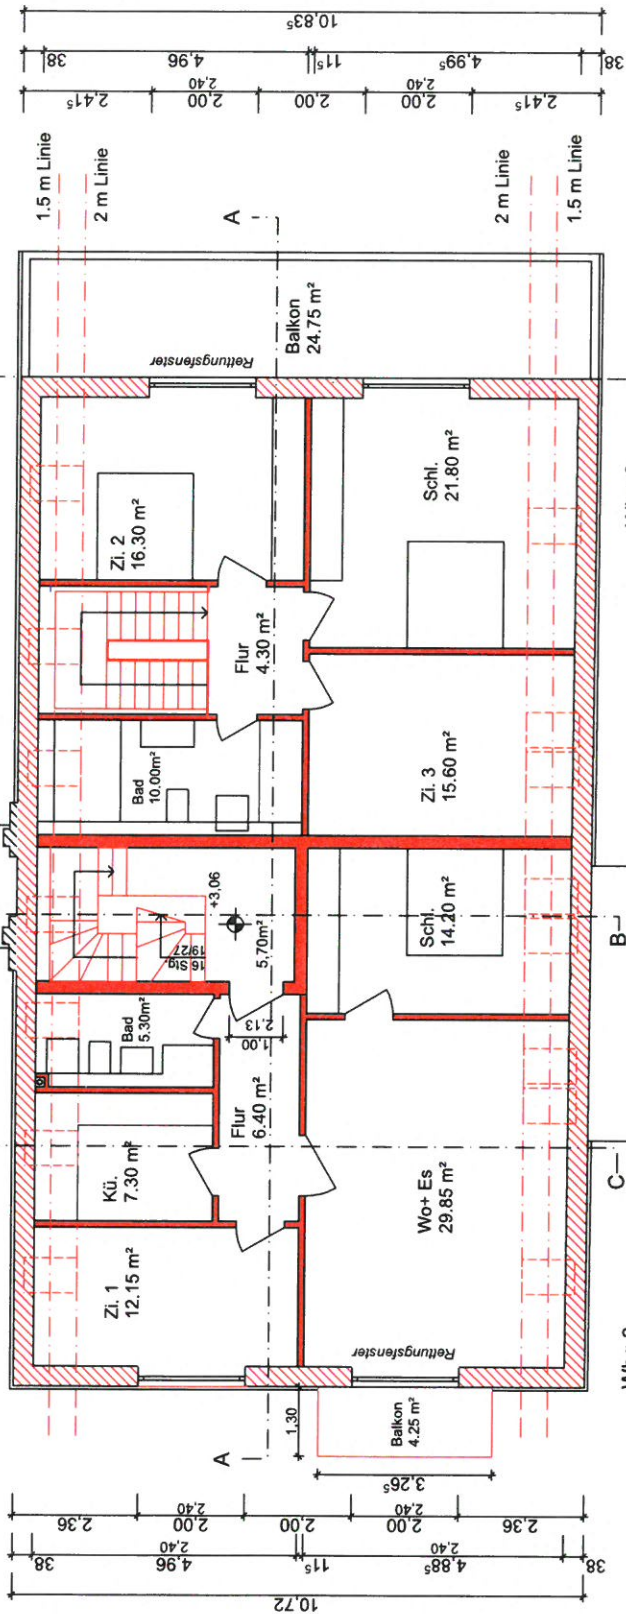 10,83⁵
38
4,96
11⁵
4,99⁵
38
2,41⁵
2,00
2,40
2,00
2,00
2,40
2,41⁵
1.5 m Linie
2 m Linie
A
2 m Linie
1.5 m Linie
Balkon
24.75 m²
Rettungsfenster
Zi. 2
16.30 m²
Schl.
21.80 m²
Flur
4.30 m²
Bad
10.00m²
Zi. 3
15.60 m²
+3,06
16 Stg.
19/27
5.70m²
Schl.
14.20 m²
B
Bad
5.30m²
1,00
2,13
Flur
6.40 m²
Kü.
7.30 m²
Wo+ Es
29.85 m²
C
Zi. 1
12.15 m²
Rettungsfenster
Balkon
4.25 m²
1,30
A
3,26⁵
2,36
2,00
2,40
2,00
2,00
2,40
2,36
38
4,96
2,40
11⁵
4,88⁵
2,40
38
10,72